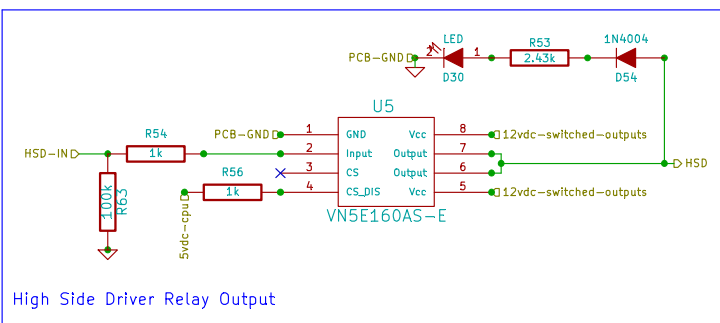 LED
PCB-GND
2
1
D30
R53
2.43k
1N4004
D54
U5
HSD-IN
R54
1k
PCB-GND
1
GND
Vcc
8
12vdc-switched-outputs
2
Input
Output
7
3
CS
Output
6
HSD
4
CS_DIS
Vcc
5
12vdc-switched-outputs
R56
1k
100k
R63
5vdc-cpu
VN5E160AS-E
High Side Driver Relay Output